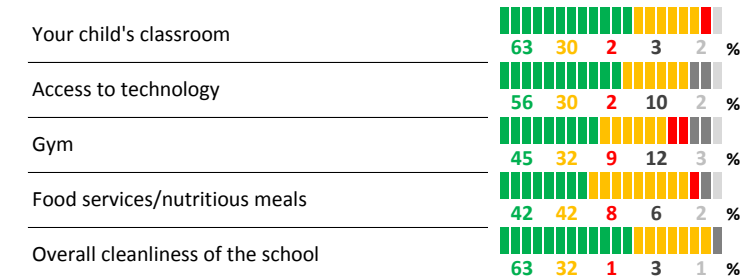 Your child's classroom
63 30 2 3 2 %
Access to technology
56 30 2 10 2 %
Gym
45 32 9 12 3 %
Food services/nutritious meals
42 42 8 6 2 %
Overall cleanliness of the school
63 32 1 3 1 %